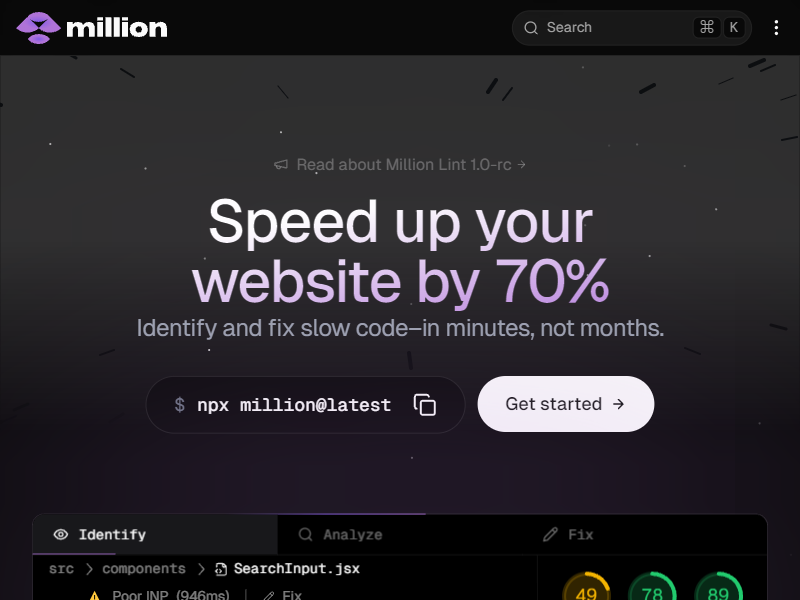 million
Search ⌘ K
Read about Million Lint 1.0-rc →
Speed up your
website by 70%
Identify and fix slow code–in minutes, not months.
$ npx million@latest
Get started →
Identify
Analyze
Fix
src > components > SearchInput.jsx
Poor INP (946ms) | Fix
49 78 89